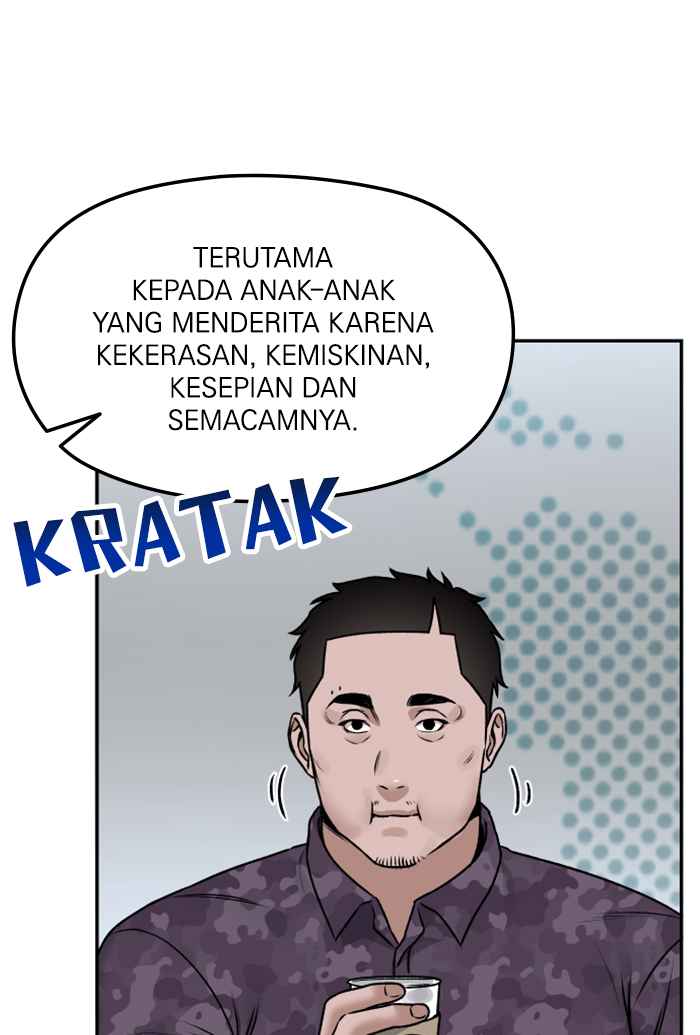 TERUTAMA
KEPADA ANAK-ANAK
YANG MENDERITA KARENA
KEKERASAN, KEMISKINAN,
KESEPIAN DAN
SEMACAMNYA.
KRATAK